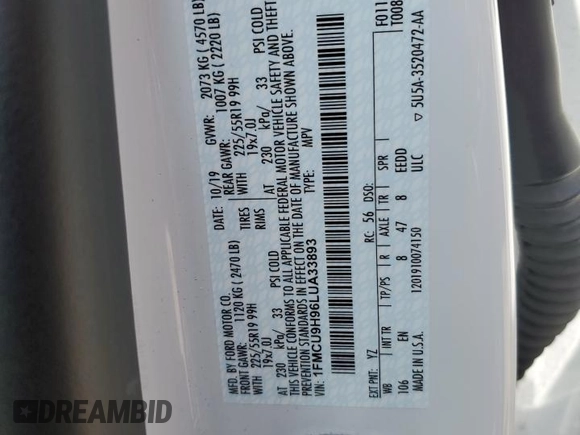 MFD. BY FORD MOTOR CO.
10/19
GVWR: 2073 KG ( 4570 LB)
FRONT GAWR: 1120 KG ( 2470 LB)
REAR GAWR: 1007 KG ( 2220 LB)
WITH 225/55R19 99H TIRES WITH 225/55R19 99H
19x7.0J RIMS 19x7.0J
AT 230 kPa/ 33 PSI COLD AT 230 kPa/ 33 PSI COLD
THIS VEHICLE CONFORMS TO ALL APPLICABLE FEDERAL MOTOR VEHICLE SAFETY AND THEFT
PREVENTION STANDARDS IN EFFECT ON THE DATE OF MANUFACTURE SHOWN ABOVE.
VIN: 1FMCU9H96LUA33893 TYPE: MPV
F011
T008
EXT PNT: YZ RC: 56 DSO:
WB INT TR TP/PS R AXLE TR SPR
106 EN 8 47 8 EEDD
MADE IN U.S.A. 120191007 4150 ULC
5U5A-3520472-AA
DREAMBID